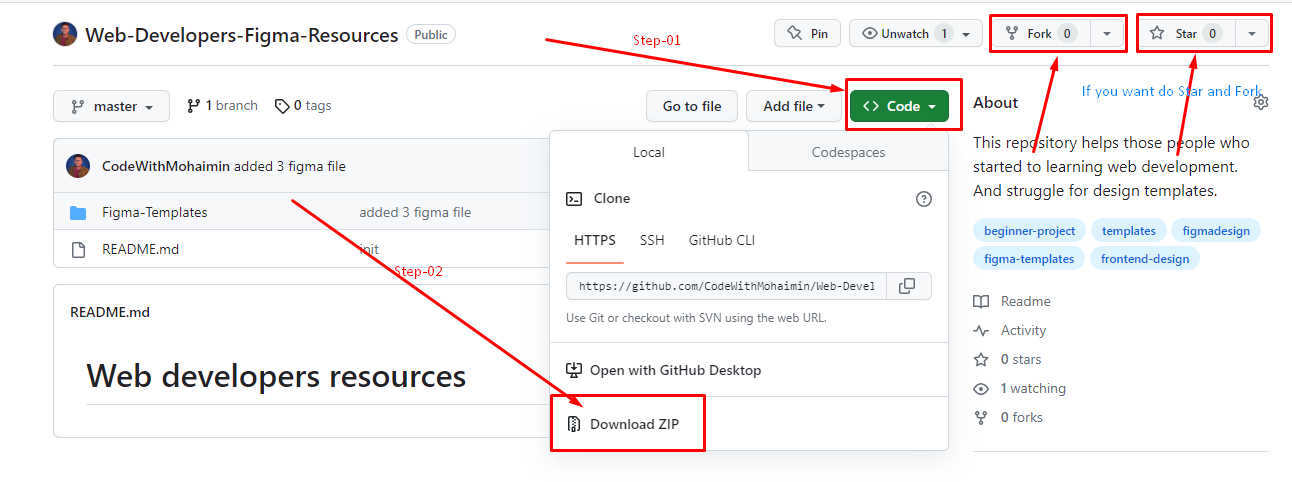 Web-Developers-Figma-Resources Public
Step-01
Pin
Unwatch 1
Fork 0
Star 0
master
1 branch
0 tags
Go to file
Add file
<> Code
About
If you want do Star and Fork
This repository helps those people who
started to learning web development.
And struggle for design templates.
beginner-project templates figmadesign
figma-templates frontend-design
Readme
Activity
0 stars
1 watching
0 forks
CodeWithMohaimin added 3 figma file
Figma-Templates added 3 figma file
README.md init
Step-02
README.md
Web developers resources
Local
Codespaces
Clone
HTTPS SSH GitHub CLI
https://github.com/CodeWithMohaimin/Web-Devel
Use Git or checkout with SVN using the web URL.
Open with GitHub Desktop
Download ZIP